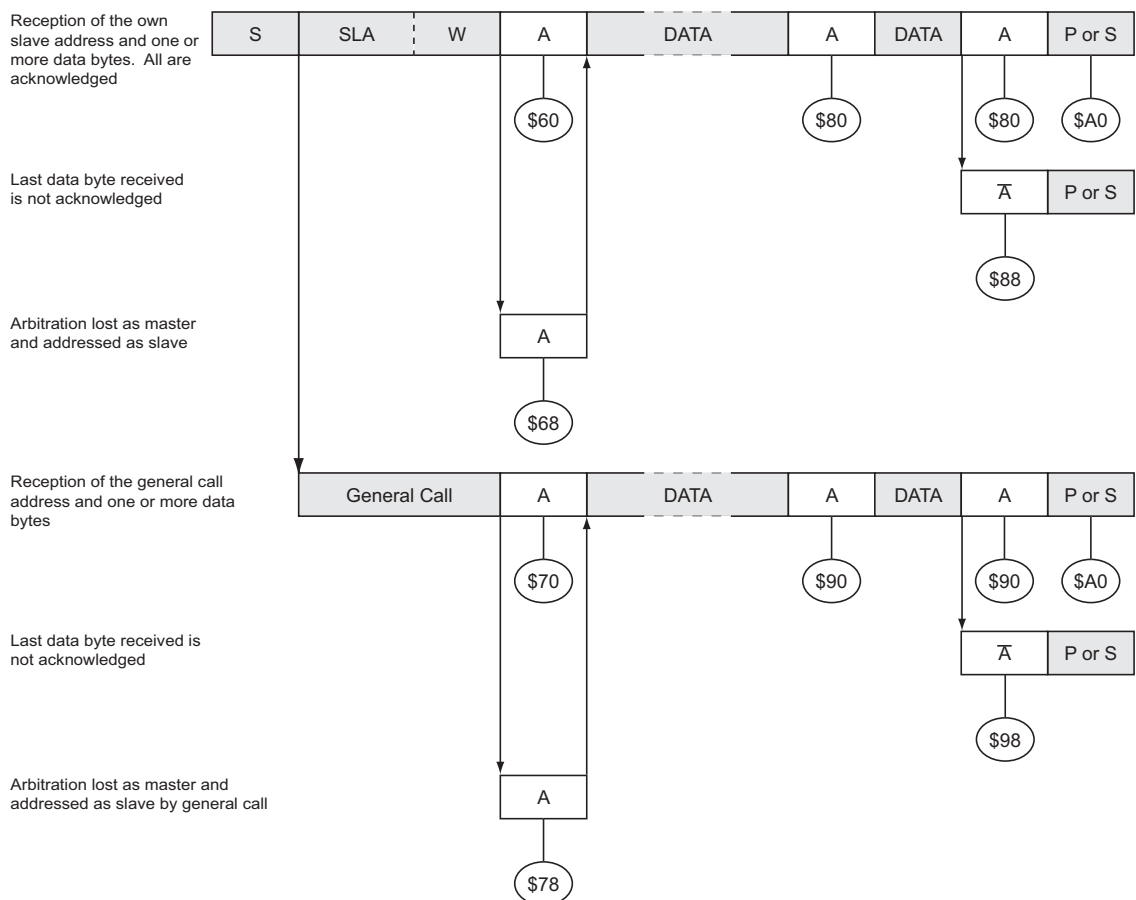 Reception of the own
slave address and one or
more data bytes. All are
acknowledged
S SLA W A DATA A DATA A P or S
$60 $80 $80 $A0
Last data byte received
is not acknowledged
A̅ P or S
$88
Arbitration lost as master
and addressed as slave
A
$68
Reception of the general call
address and one or more data
bytes
General Call A DATA A DATA A P or S
$70 $90 $90 $A0
Last data byte received is
not acknowledged
A̅ P or S
$98
Arbitration lost as master and
addressed as slave by general call
A
$78